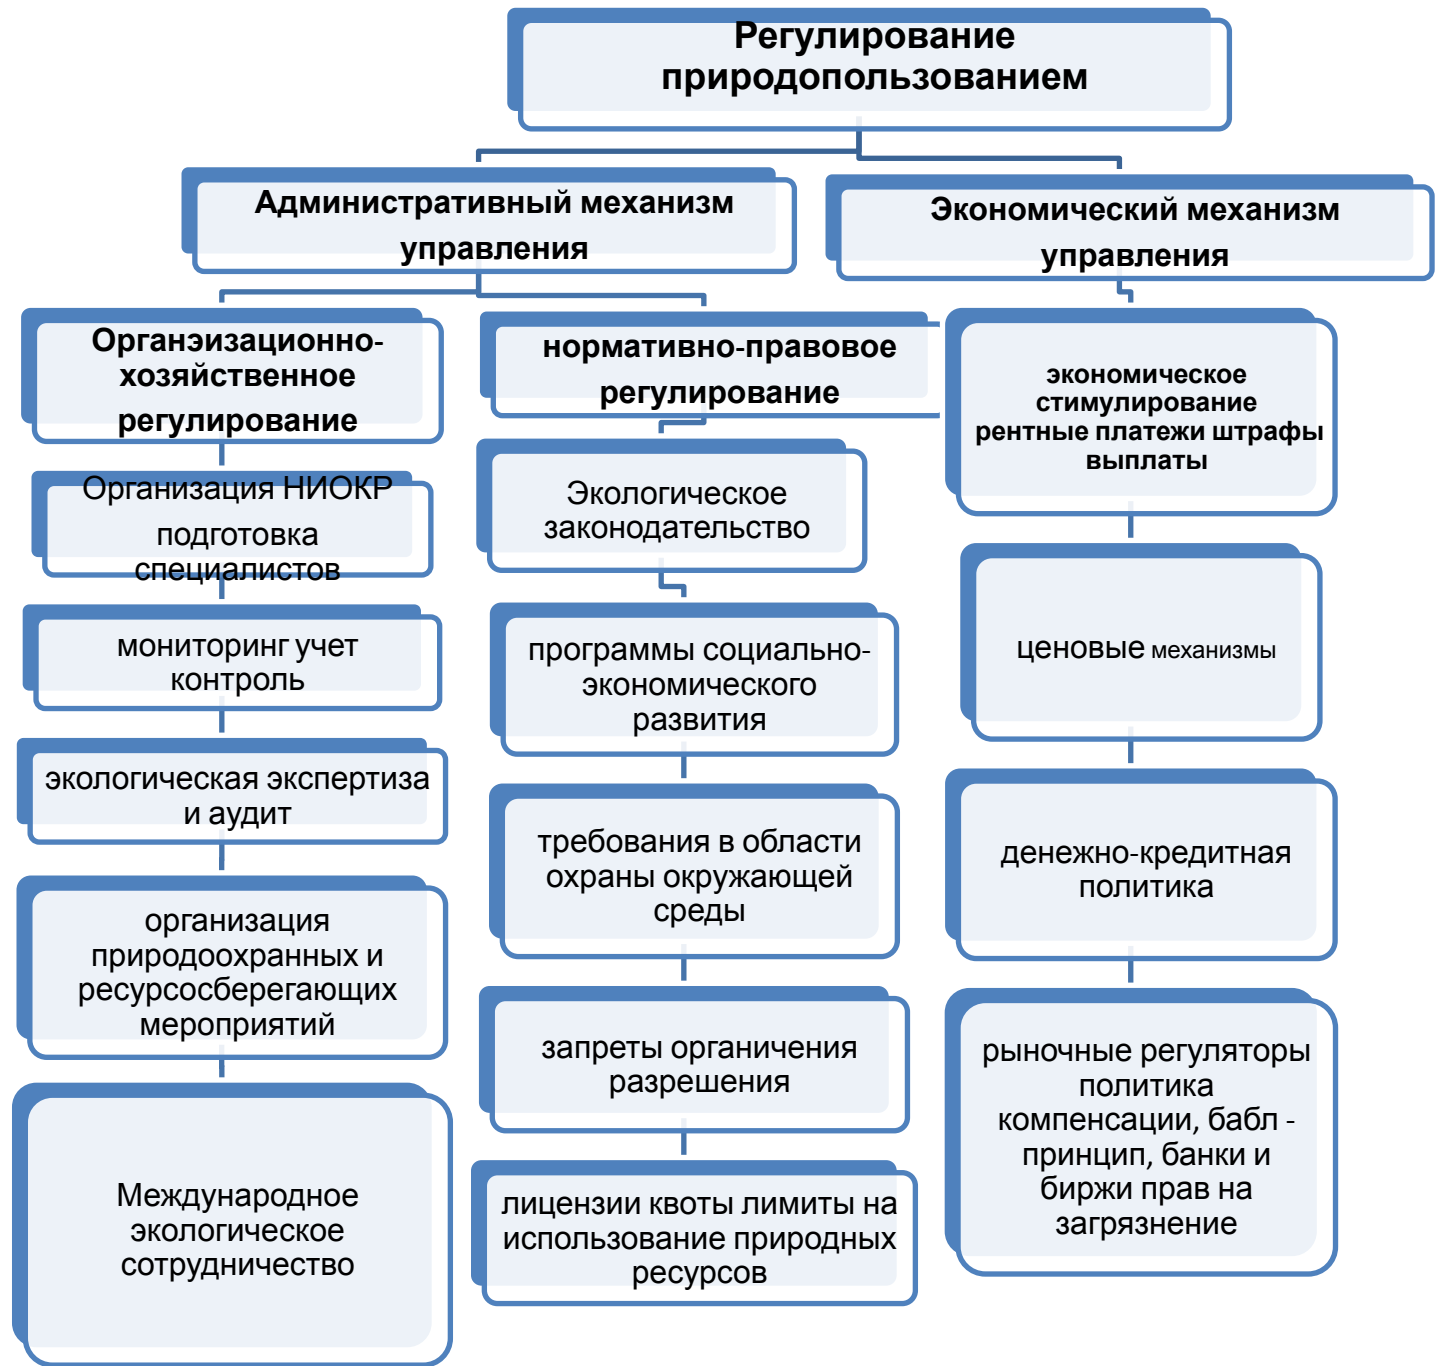 Регулирование
природопользованием
Административный механизм
управления
Экономический механизм
управления
Органэизационно-
хозяйственное
регулирование
Организация НИОКР
подготовка
специалистов
мониторинг учет
контроль
экологическая экспертиза
и аудит
организация
природоохранных и
ресурсосберегающих
мероприятий
Международное
экологическое
сотрудничество
нормативно-правовое
регулирование
Экологическое
законодательство
программы социально-
экономического
развития
требования в области
охраны окружающей
среды
запреты органичения
разрешения
лицензии квоты лимиты на
использование природных
ресурсов
экономическое
стимулирование
рентные платежи штрафы
выплаты
ценовые механизмы
денежно-кредитная
политика
рыночные регуляторы
политика
компенсации, бабл -
принцип, банки и
биржи прав на
загрязнение